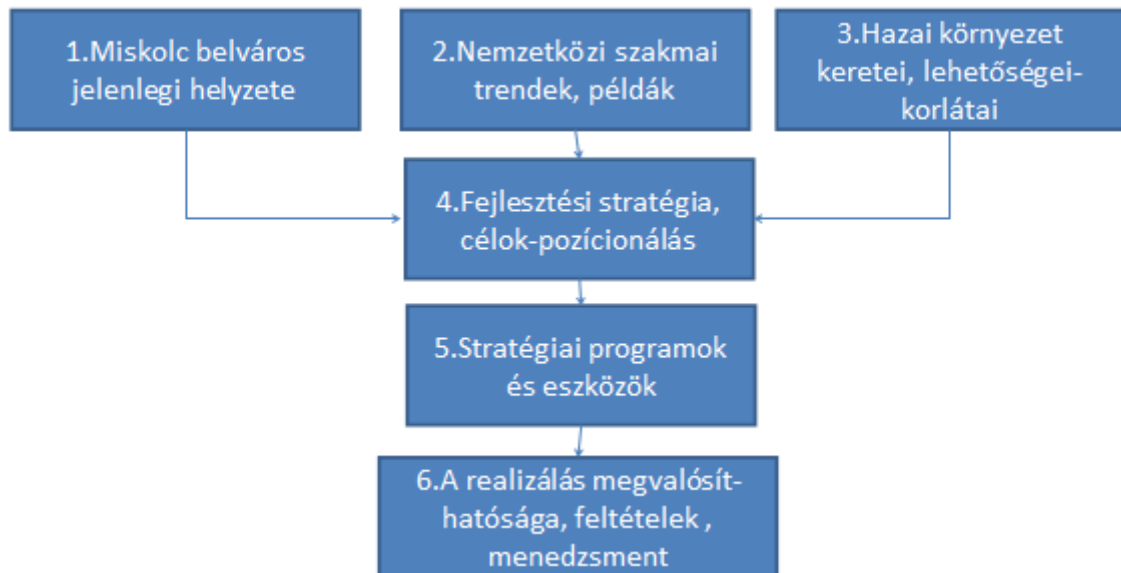 1.Miskolc belváros
jelenlegi helyzete
2.Nemzetközi szakmai
trendek, példák
3.Hazai környezet
keretei, lehetőségei-
korlátai
4.Fejlesztési stratégia,
célok-pozícionálás
5.Stratégiai programok
és eszközök
6.A realizálás megvalósít-
hatósága, feltételek ,
menedzsment